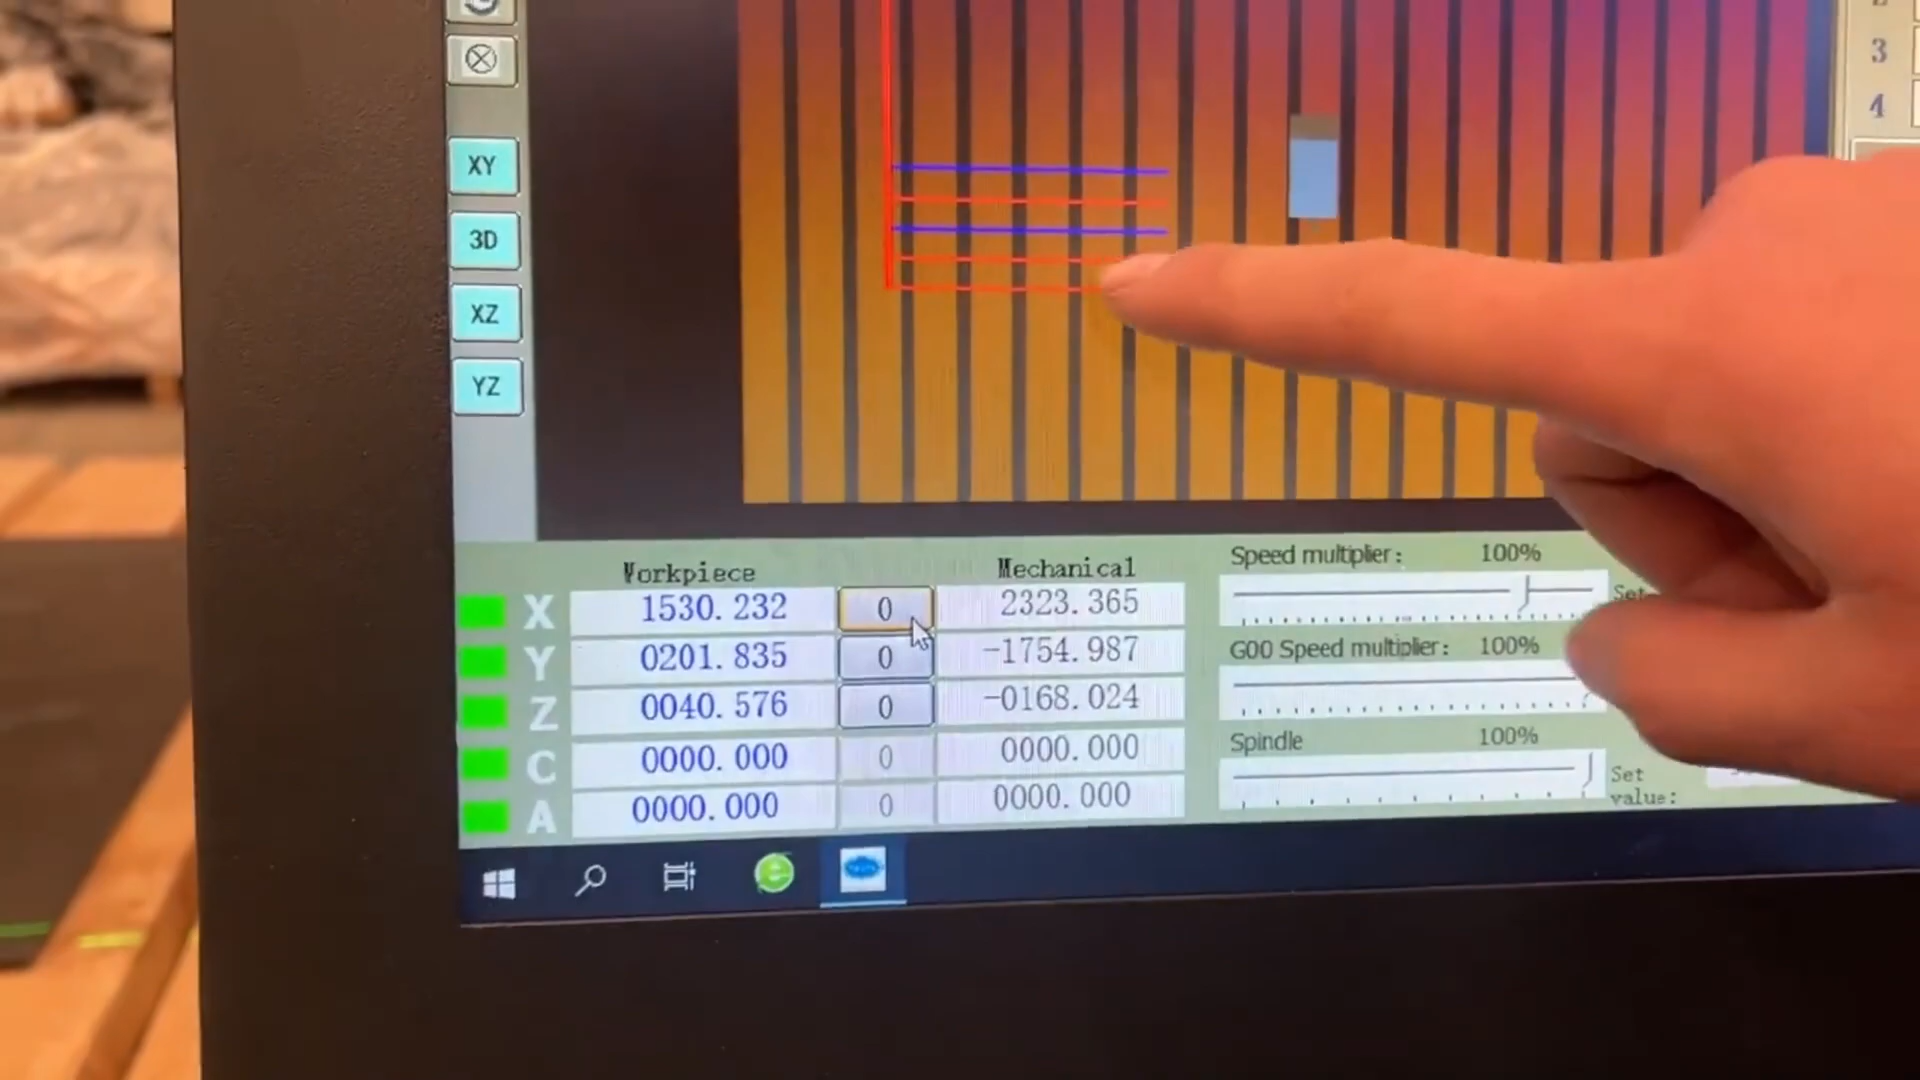 3
4
XY
3D
XZ
YZ
Workpiece Mechanical
X 1530.232 0 2323.365
Y 0201.835 0 -1754.987
Z 0040.576 0 -0168.024
C 0000.000 0 0000.000
A 0000.000 0 0000.000
Speed multiplier: 100%
Set
G00 Speed multiplier: 100%
Spindle 100%
Set
value: